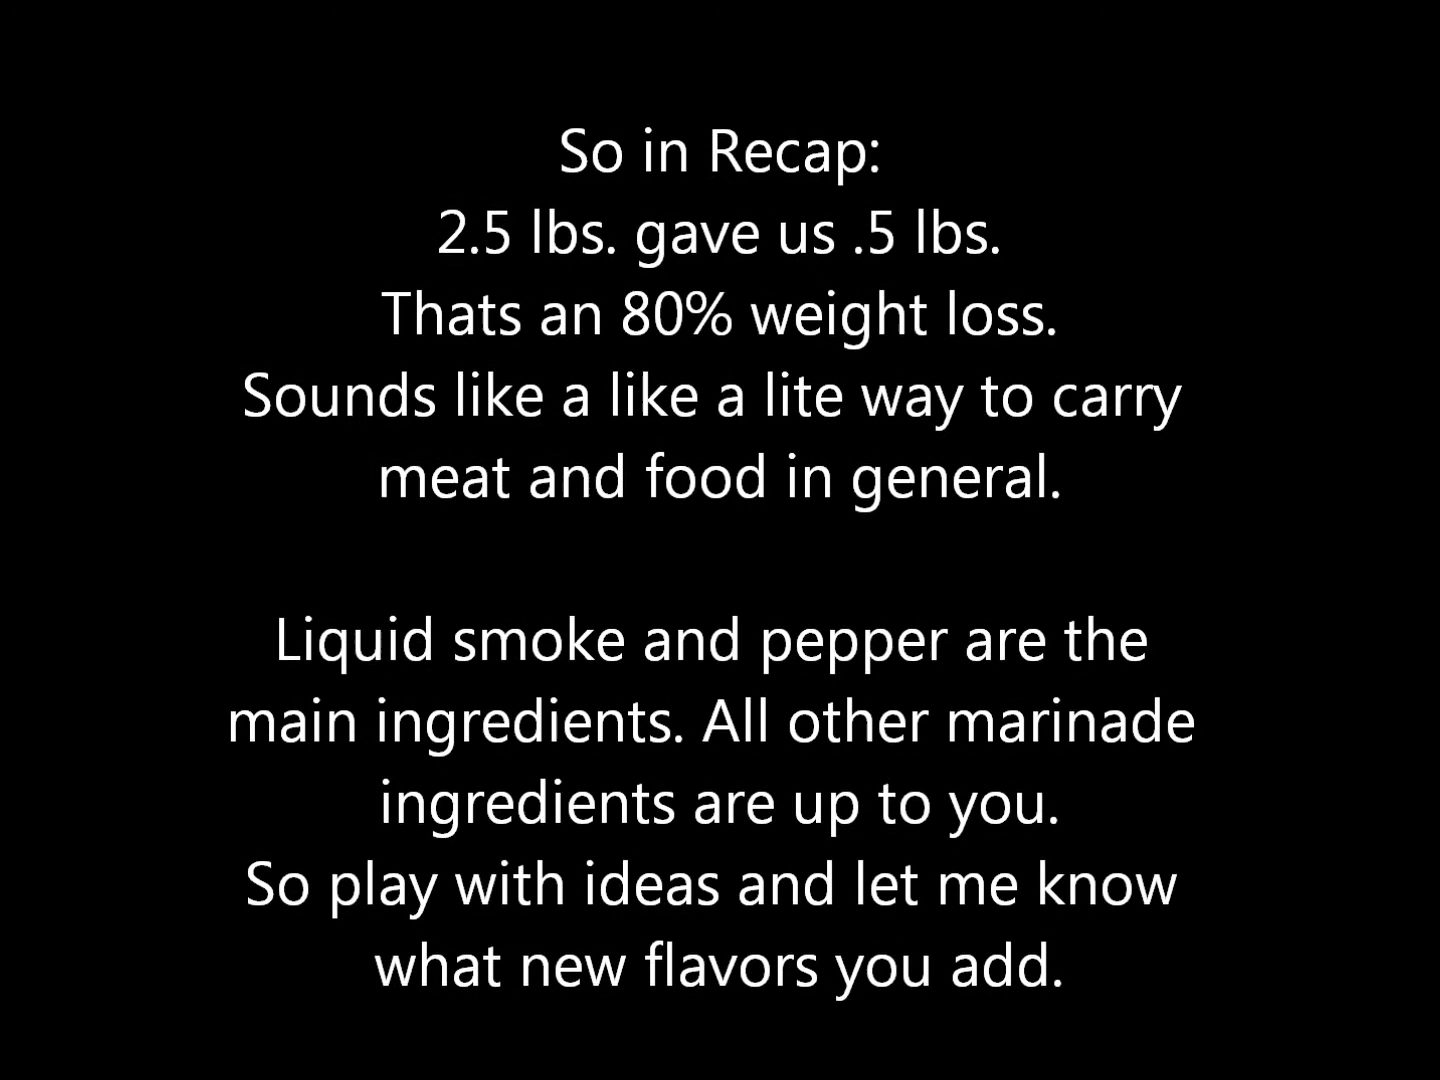 So in Recap:
2.5 lbs. gave us .5 lbs.
Thats an 80% weight loss.
Sounds like a like a lite way to carry
meat and food in general.
Liquid smoke and pepper are the
main ingredients. All other marinade
ingredients are up to you.
So play with ideas and let me know
what new flavors you add.